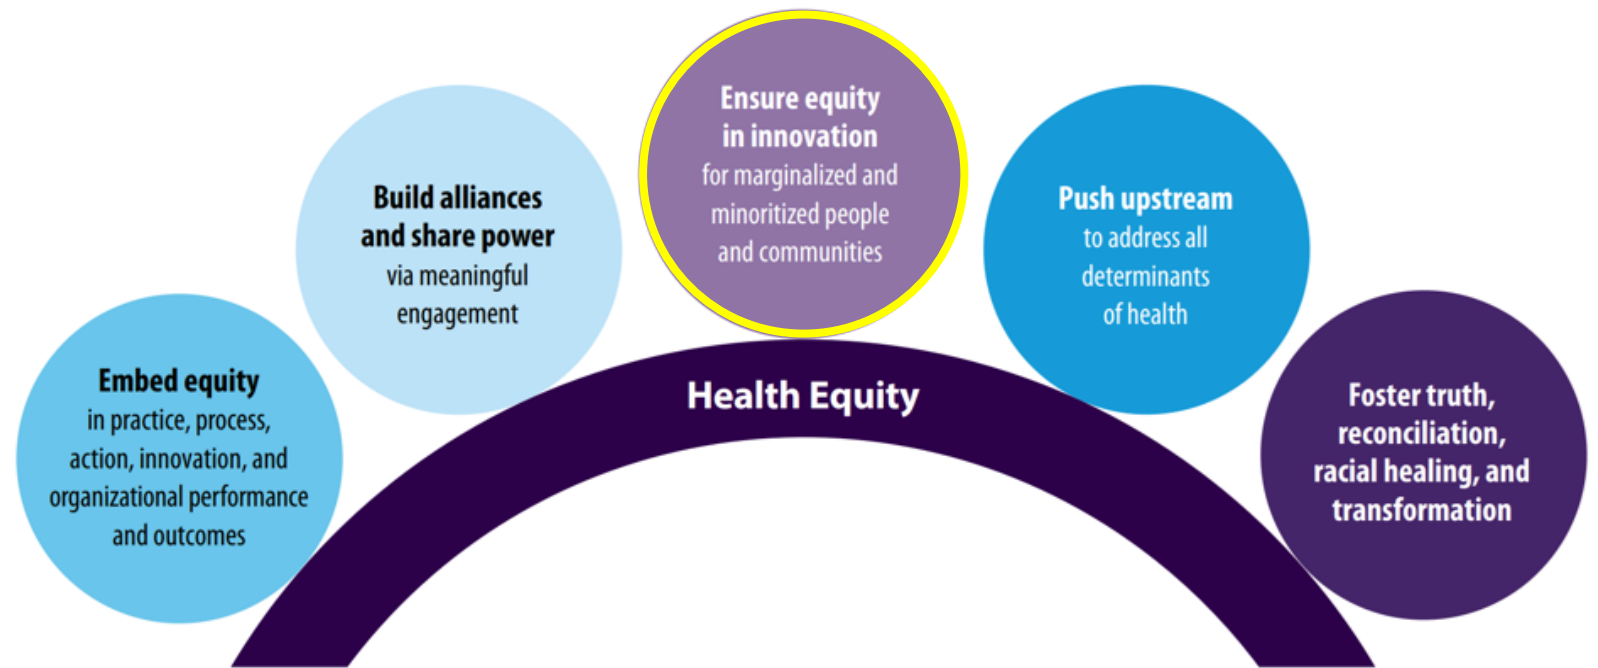 Embed equity
in practice, process,
action, innovation, and
organizational performance
and outcomes
Build alliances
and share power
via meaningful
engagement
Ensure equity
in innovation
for marginalized and
minoritized people
and communities
Push upstream
to address all
determinants
of health
Foster truth,
reconciliation,
racial healing, and
transformation
Health Equity